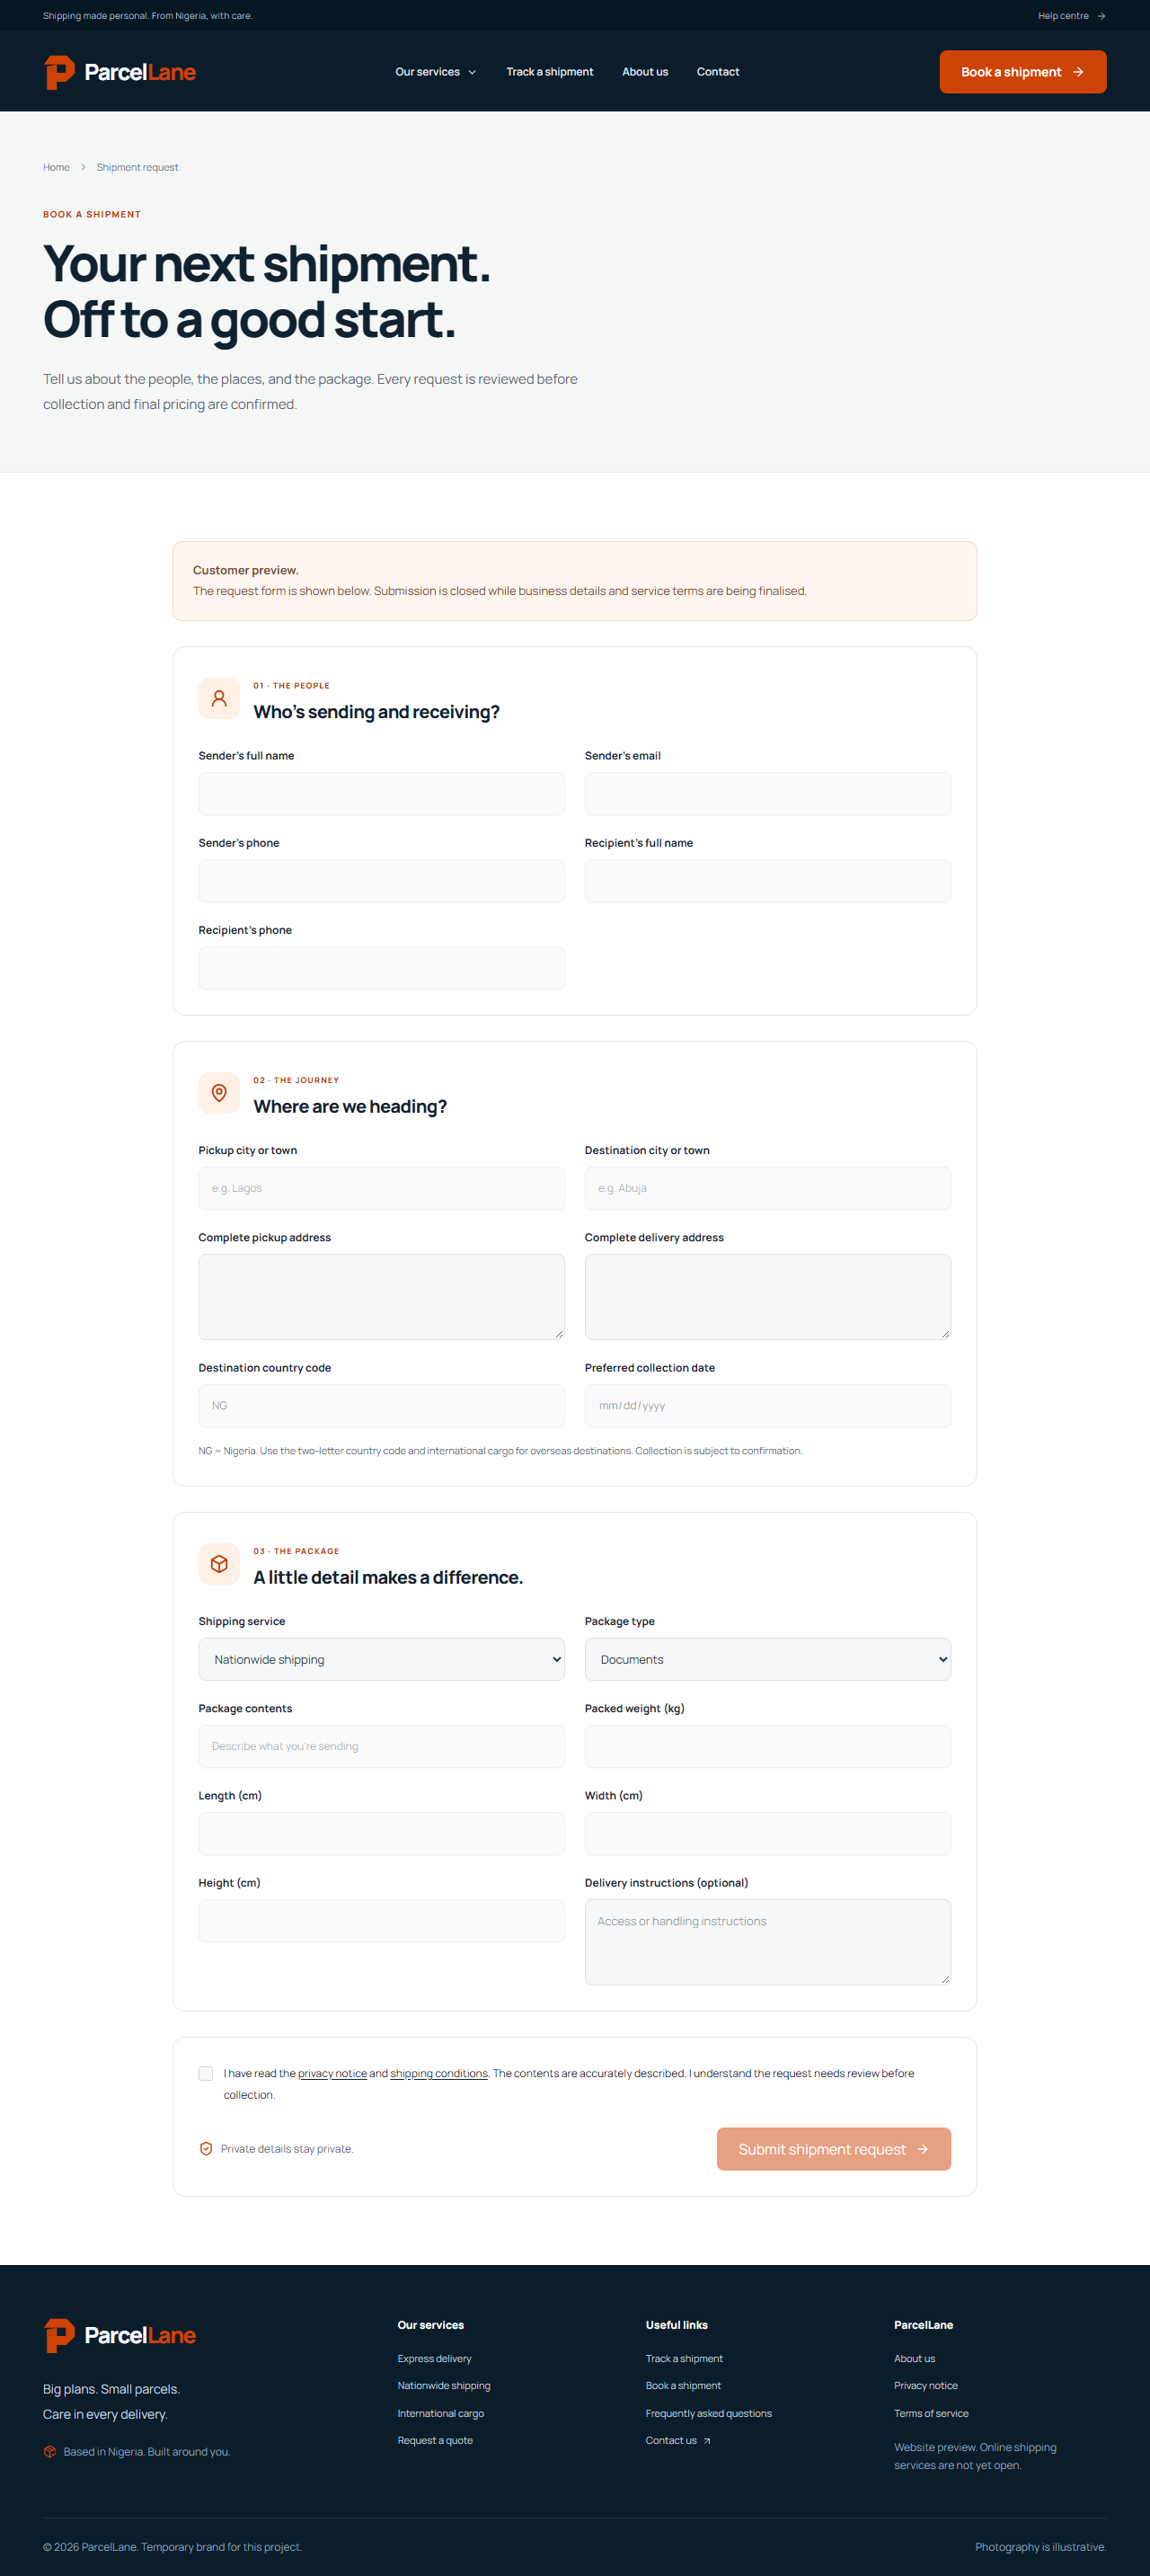 Shipping made personal. From Nigeria, with care.
Help centre
ParcelLane
Our services
Track a shipment
About us
Contact
Book a shipment
Home
Shipment request
BOOK A SHIPMENT
Your next shipment.
Off to a good start.
Tell us about the people, the places, and the package. Every request is reviewed before
collection and final pricing are confirmed.
Customer preview.
The request form is shown below. Submission is closed while business details and service terms are being finalised.
01 · THE PEOPLE
Who's sending and receiving?
Sender's full name
Sender's email
Sender's phone
Recipient's full name
Recipient's phone
02 · THE JOURNEY
Where are we heading?
Pickup city or town
Destination city or town
e.g. Lagos
e.g. Abuja
Complete pickup address
Complete delivery address
Destination country code
Preferred collection date
NG
mm/dd/yyyy
NG = Nigeria. Use the two-letter country code and international cargo for overseas destinations. Collection is subject to confirmation.
03 · THE PACKAGE
A little detail makes a difference.
Shipping service
Package type
Nationwide shipping
Documents
Package contents
Packed weight (kg)
Describe what you're sending
Length (cm)
Width (cm)
Height (cm)
Delivery instructions (optional)
Access or handling instructions
I have read the privacy notice and shipping conditions. The contents are accurately described. I understand the request needs review before
collection.
Private details stay private.
Submit shipment request
ParcelLane
Big plans. Small parcels.
Care in every delivery.
Based in Nigeria. Built around you.
Our services
Express delivery
Nationwide shipping
International cargo
Request a quote
Useful links
Track a shipment
Book a shipment
Frequently asked questions
Contact us
ParcelLane
About us
Privacy notice
Terms of service
Website preview. Online shipping
services are not yet open.
© 2026 ParcelLane. Temporary brand for this project.
Photography is illustrative.